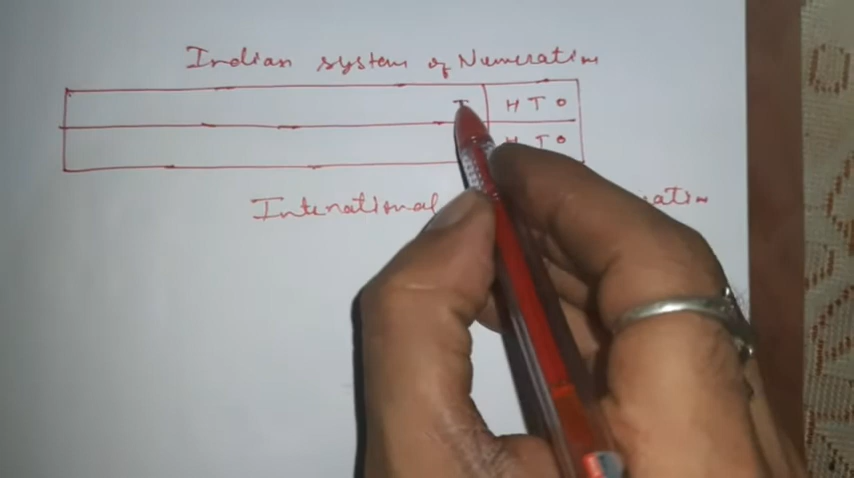 Indian system of Numeration
T H T O
H T O
International